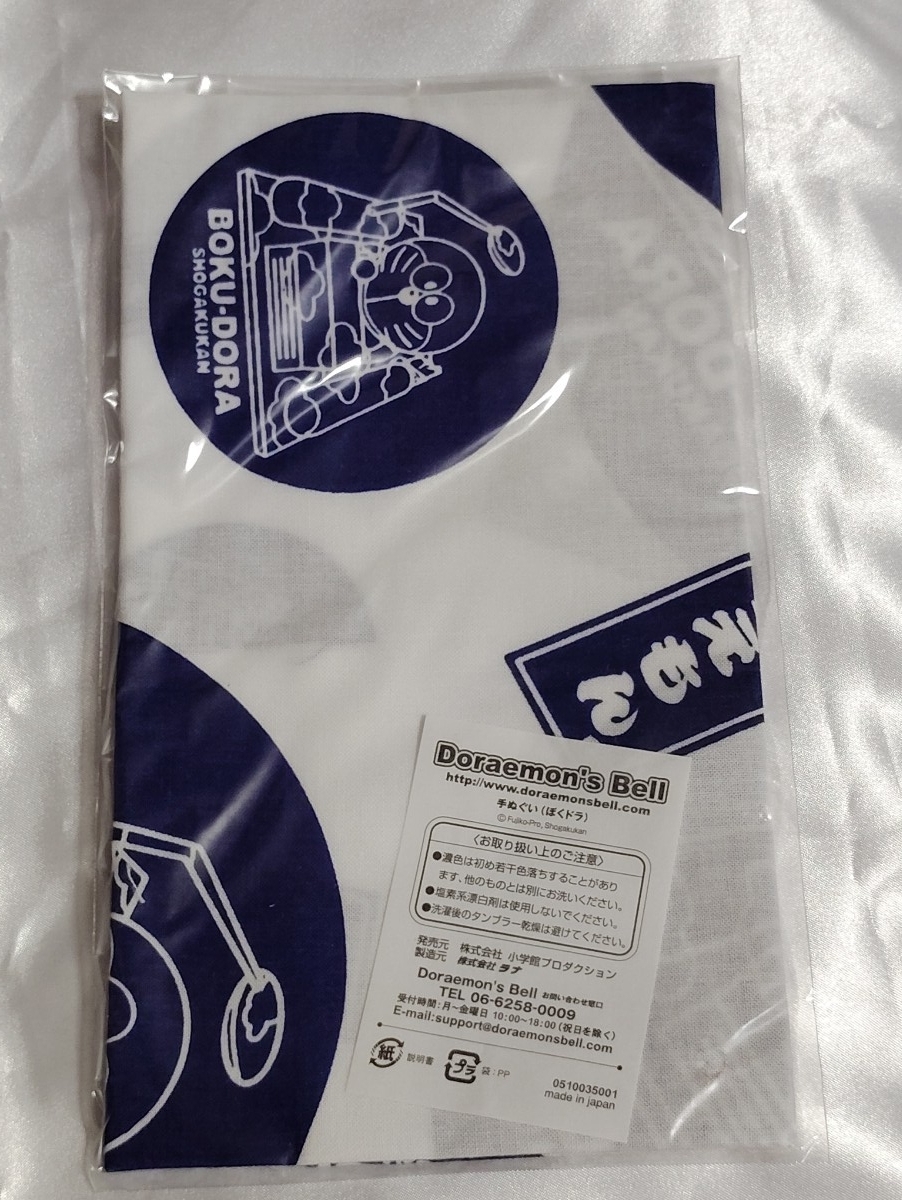 BOKU-DORA
SHOGAKUKAN
えもん
Doraemon's Bell
http://www.doraemonsbell.com
手ぬぐい(ぼくドラ)
©Fujiko-Pro, Shogakukan
〈お取り扱い上のご注意〉
●濃色は初め若干色落ちすることがあり
ます、他のものとは別にお洗いください。
●塩素系漂白剤は使用しないでください。
●洗濯後のタンブラー乾燥は避けてください。
発売元 株式会社 小学館プロダクション
製造元 株式会社 ラナ
Doraemon's Bell お問い合わせ窓口
TEL 06-6258-0009
受付時間:月〜金曜日 10:00~18:00(祝日を除く)
E-mail:support@doraemonsbell.com
紙 説明書 プラ 袋:PP
0510035001
made in japan